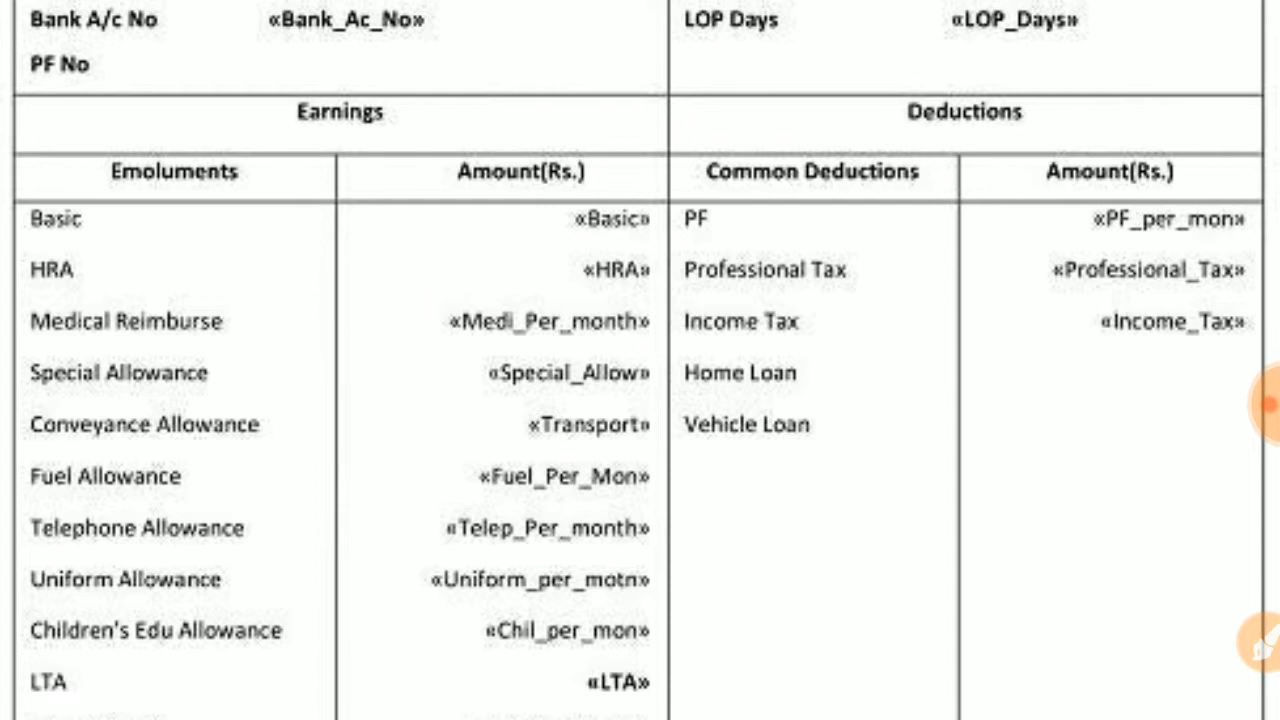 Bank A/c No «Bank_Ac_No» LOP Days «LOP_Days»
PF No
Earnings Deductions
Emoluments Amount(Rs.) Common Deductions Amount(Rs.)
Basic «Basic» PF «PF_per_mon»
HRA «HRA» Professional Tax «Professional_Tax»
Medical Reimburse «Medi_Per_month» Income Tax «Income_Tax»
Special Allowance «Special_Allow» Home Loan
Conveyance Allowance «Transport» Vehicle Loan
Fuel Allowance «Fuel_Per_Mon»
Telephone Allowance «Telep_Per_month»
Uniform Allowance «Uniform_per_motn»
Children's Edu Allowance «Chil_per_mon»
LTA «LTA»